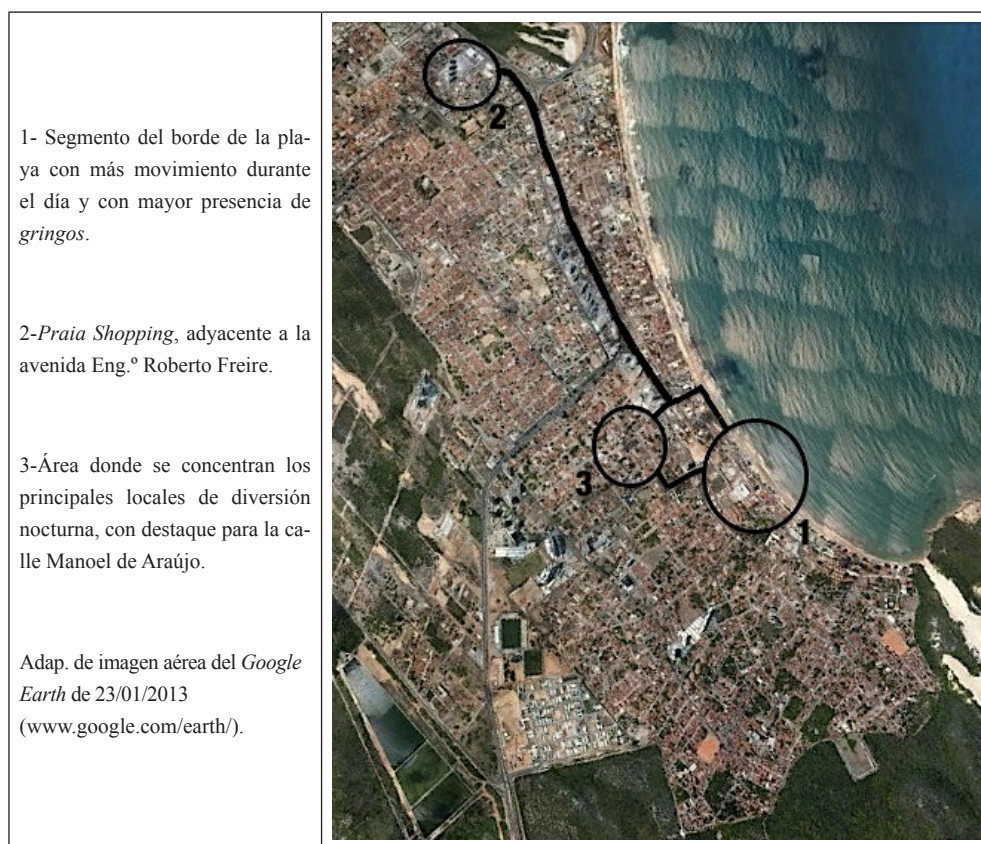 1- Segmento del borde de la pla-
ya con más movimiento durante
el día y con mayor presencia de
gringos.
2-Praia Shopping, adyacente a la
avenida Eng.º Roberto Freire.
3-Área donde se concentran los
principales locales de diversión
nocturna, con destaque para la ca-
lle Manoel de Araújo.
Adap. de imagen aérea del Google
Earth de 23/01/2013
(www.google.com/earth/).
2
3
1